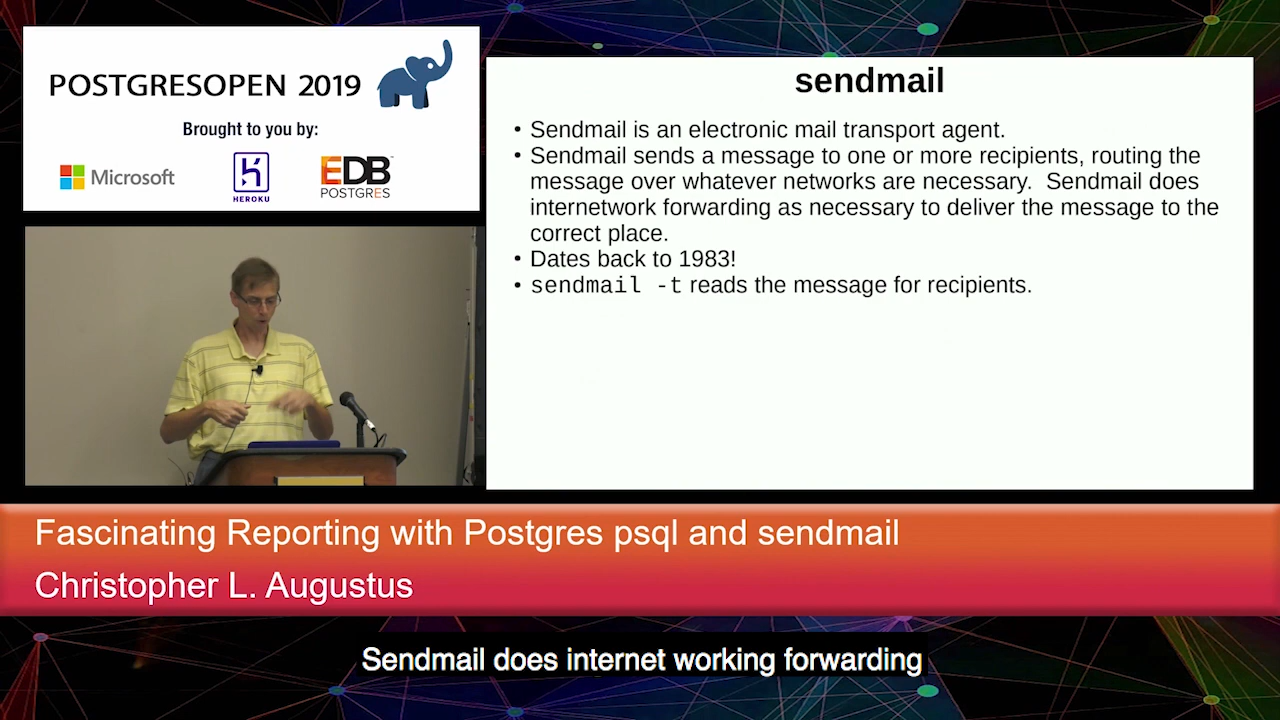 POSTGRESOPEN 2019
Brought to you by:
Microsoft
HEROKU
EDB
POSTGRES
sendmail
• Sendmail is an electronic mail transport agent.
• Sendmail sends a message to one or more recipients, routing the
message over whatever networks are necessary.  Sendmail does
internetwork forwarding as necessary to deliver the message to the
correct place.
• Dates back to 1983!
• sendmail -t reads the message for recipients.
Fascinating Reporting with Postgres psql and sendmail
Christopher L. Augustus
Sendmail does internet working forwarding